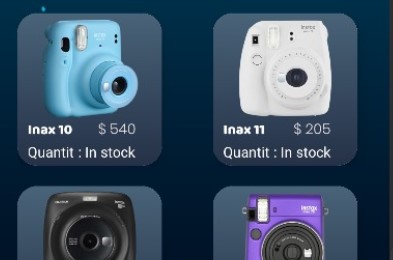 Inax 10 $ 540
Quantit : In stock
Inax 11 $ 205
Quantit : In stock